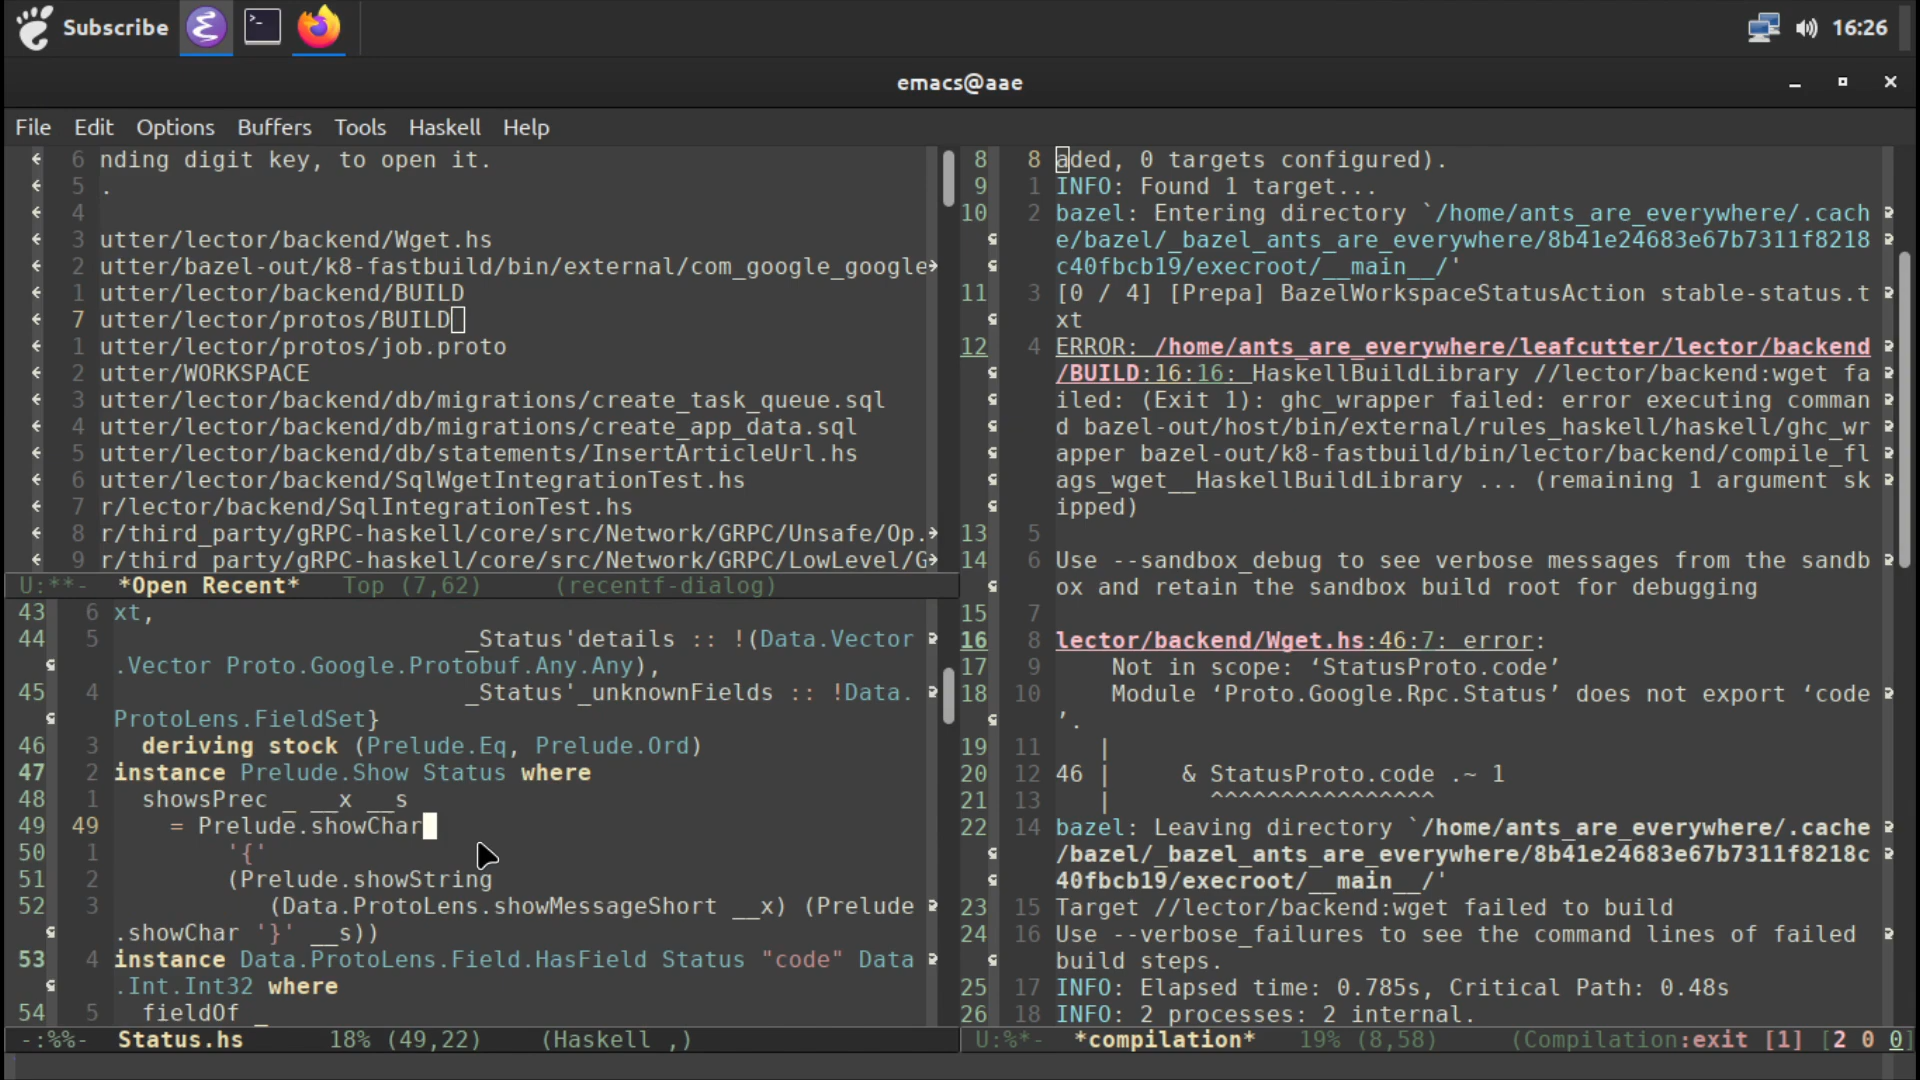 Subscribe
16:26
emacs@aae
File Edit Options Buffers Tools Haskell Help
6 nding digit key, to open it.
5 .
4
3 utter/lector/backend/Wget.hs
2 utter/bazel-out/k8-fastbuild/bin/external/com_google_google
1 utter/lector/backend/BUILD
7 utter/lector/protos/BUILD
1 utter/lector/protos/job.proto
2 utter/WORKSPACE
3 utter/lector/backend/db/migrations/create_task_queue.sql
4 utter/lector/backend/db/migrations/create_app_data.sql
5 utter/lector/backend/db/statements/InsertArticleUrl.hs
6 utter/lector/backend/SqlWgetIntegrationTest.hs
7 r/lector/backend/SqlIntegrationTest.hs
8 r/third_party/gRPC-haskell/core/src/Network/GRPC/Unsafe/Op.
9 r/third_party/gRPC-haskell/core/src/Network/GRPC/LowLevel/G
U:**- *Open Recent* Top (7,62) (recentf-dialog)
43 6 xt,
44 5 _Status'details :: !(Data.Vector
.Vector Proto.Google.Protobuf.Any.Any),
45 4 _Status'_unknownFields :: !Data.
ProtoLens.FieldSet}
46 3 deriving stock (Prelude.Eq, Prelude.Ord)
47 2 instance Prelude.Show Status where
48 1 showsPrec _ __x __s
49 49 = Prelude.showChar
50 1 '{'
51 2 (Prelude.showString
52 3 (Data.ProtoLens.showMessageShort __x) (Prelude
.showChar '}' __s))
53 4 instance Data.ProtoLens.Field.HasField Status "code" Data
.Int.Int32 where
54 5 fieldOf _
-:%%- Status.hs 18% (49,22) (Haskell ,)
8 8 aded, 0 targets configured).
9 1 INFO: Found 1 target...
10 2 bazel: Entering directory `/home/ants_are_everywhere/.cach
e/bazel/_bazel_ants_are_everywhere/8b41e24683e67b7311f8218
c40fbcb19/execroot/__main__/'
11 3 [0 / 4] [Prepa] BazelWorkspaceStatusAction stable-status.t
xt
12 4 ERROR: /home/ants_are_everywhere/leafcutter/lector/backend
/BUILD:16:16: HaskellBuildLibrary //lector/backend:wget fa
iled: (Exit 1): ghc_wrapper failed: error executing comman
d bazel-out/host/bin/external/rules_haskell/haskell/ghc_wr
apper bazel-out/k8-fastbuild/bin/lector/backend/compile_fl
ags_wget__HaskellBuildLibrary ... (remaining 1 argument sk
ipped)
13 5
14 6 Use --sandbox_debug to see verbose messages from the sandb
ox and retain the sandbox build root for debugging
15 7
16 8 lector/backend/Wget.hs:46:7: error:
17 9 Not in scope: ‘StatusProto.code’
18 10 Module ‘Proto.Google.Rpc.Status’ does not export ‘code
’.
19 11 |
20 12 46 | & StatusProto.code .~ 1
21 13 | ^^^^^^^^^^^^^^^^
22 14 bazel: Leaving directory `/home/ants_are_everywhere/.cache
/bazel/_bazel_ants_are_everywhere/8b41e24683e67b7311f8218c
40fbcb19/execroot/__main__/'
23 15 Target //lector/backend:wget failed to build
24 16 Use --verbose_failures to see the command lines of failed
build steps.
25 17 INFO: Elapsed time: 0.785s, Critical Path: 0.48s
26 18 INFO: 2 processes: 2 internal.
U:%*- *compilation* 19% (8,58) (Compilation:exit [1] [2 0 0]